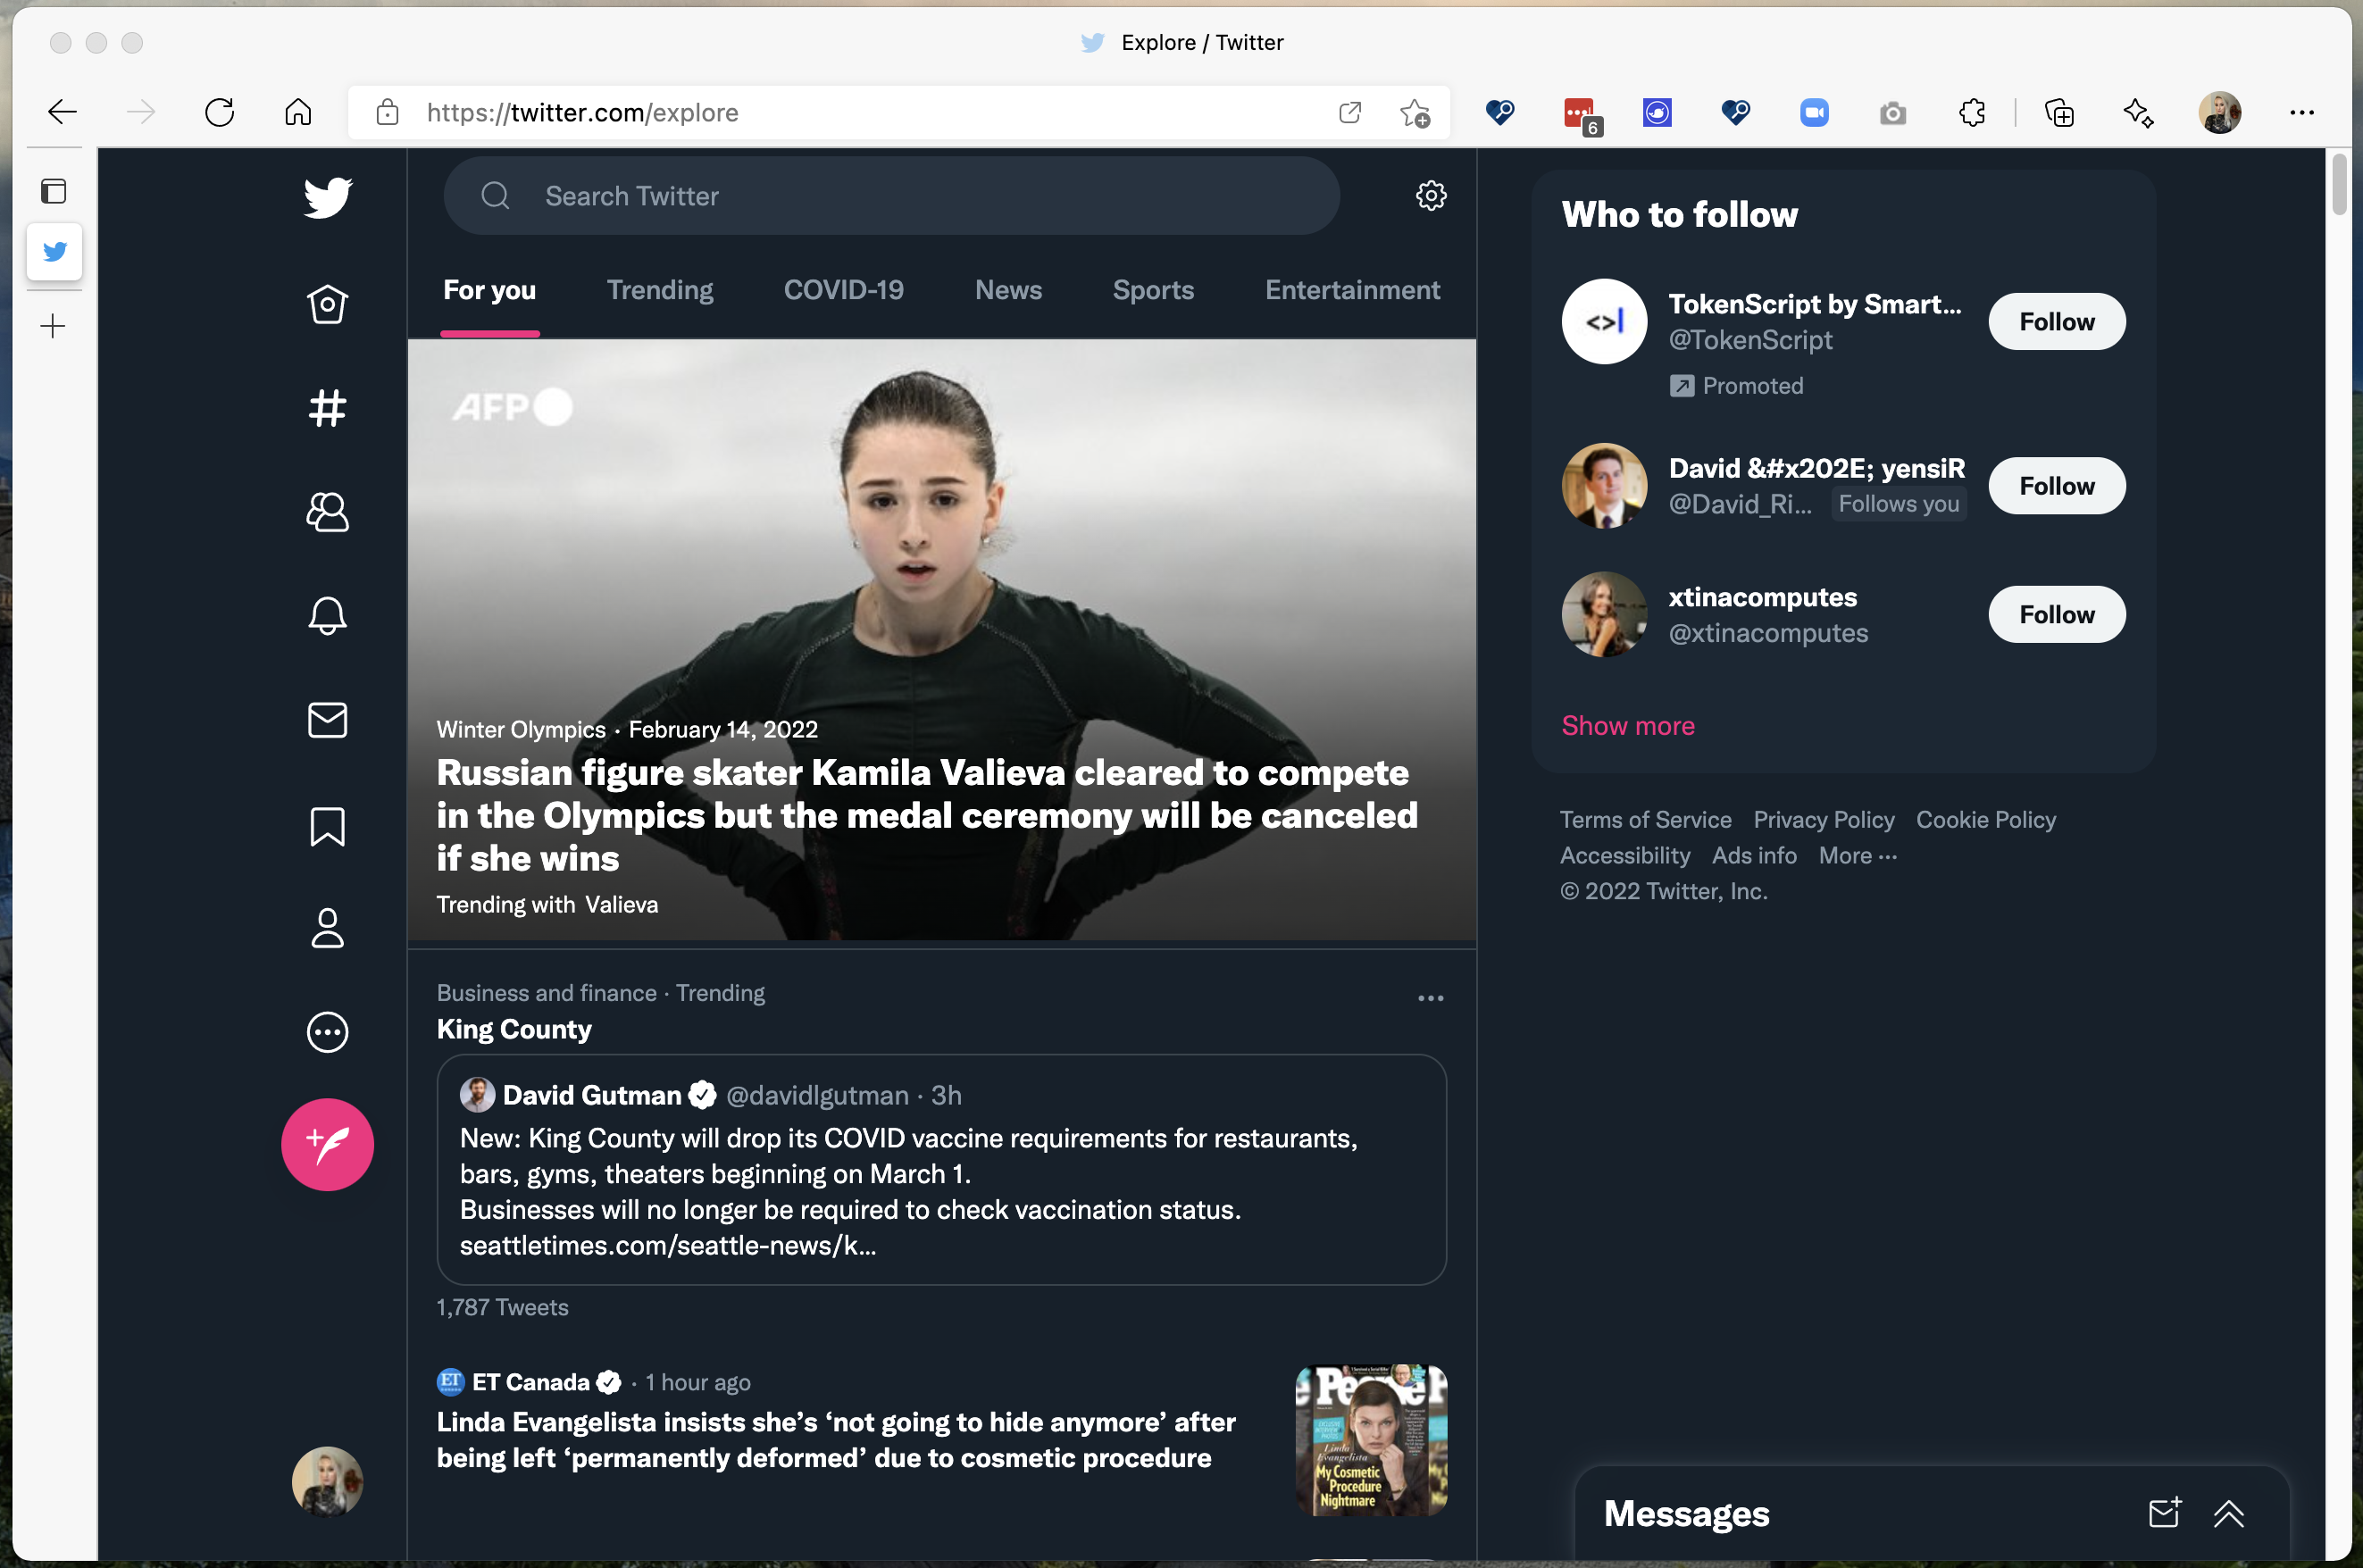 Explore / Twitter
https://twitter.com/explore
6
Search Twitter
For you
Trending
COVID-19
News
Sports
Entertainment
AFP
Winter Olympics · February 14, 2022
Russian figure skater Kamila Valieva cleared to compete
in the Olympics but the medal ceremony will be canceled
if she wins
Trending with Valieva
Business and finance · Trending
King County
David Gutman @davidlgutman · 3h
New: King County will drop its COVID vaccine requirements for restaurants,
bars, gyms, theaters beginning on March 1.
Businesses will no longer be required to check vaccination status.
seattletimes.com/seattle-news/k...
1,787 Tweets
ET
ET Canada · 1 hour ago
Linda Evangelista insists she’s ‘not going to hide anymore’ after
being left ‘permanently deformed’ due to cosmetic procedure
People
Linda
Evangelista
My Cosmetic
Procedure
Nightmare
Who to follow
<>|
TokenScript by Smart...
@TokenScript
Follow
Promoted
David &#x202E; yensiR
@David_Ri... Follows you
Follow
xtinacomputes
@xtinacomputes
Follow
Show more
Terms of Service Privacy Policy Cookie Policy
Accessibility Ads info More ···
© 2022 Twitter, Inc.
Messages